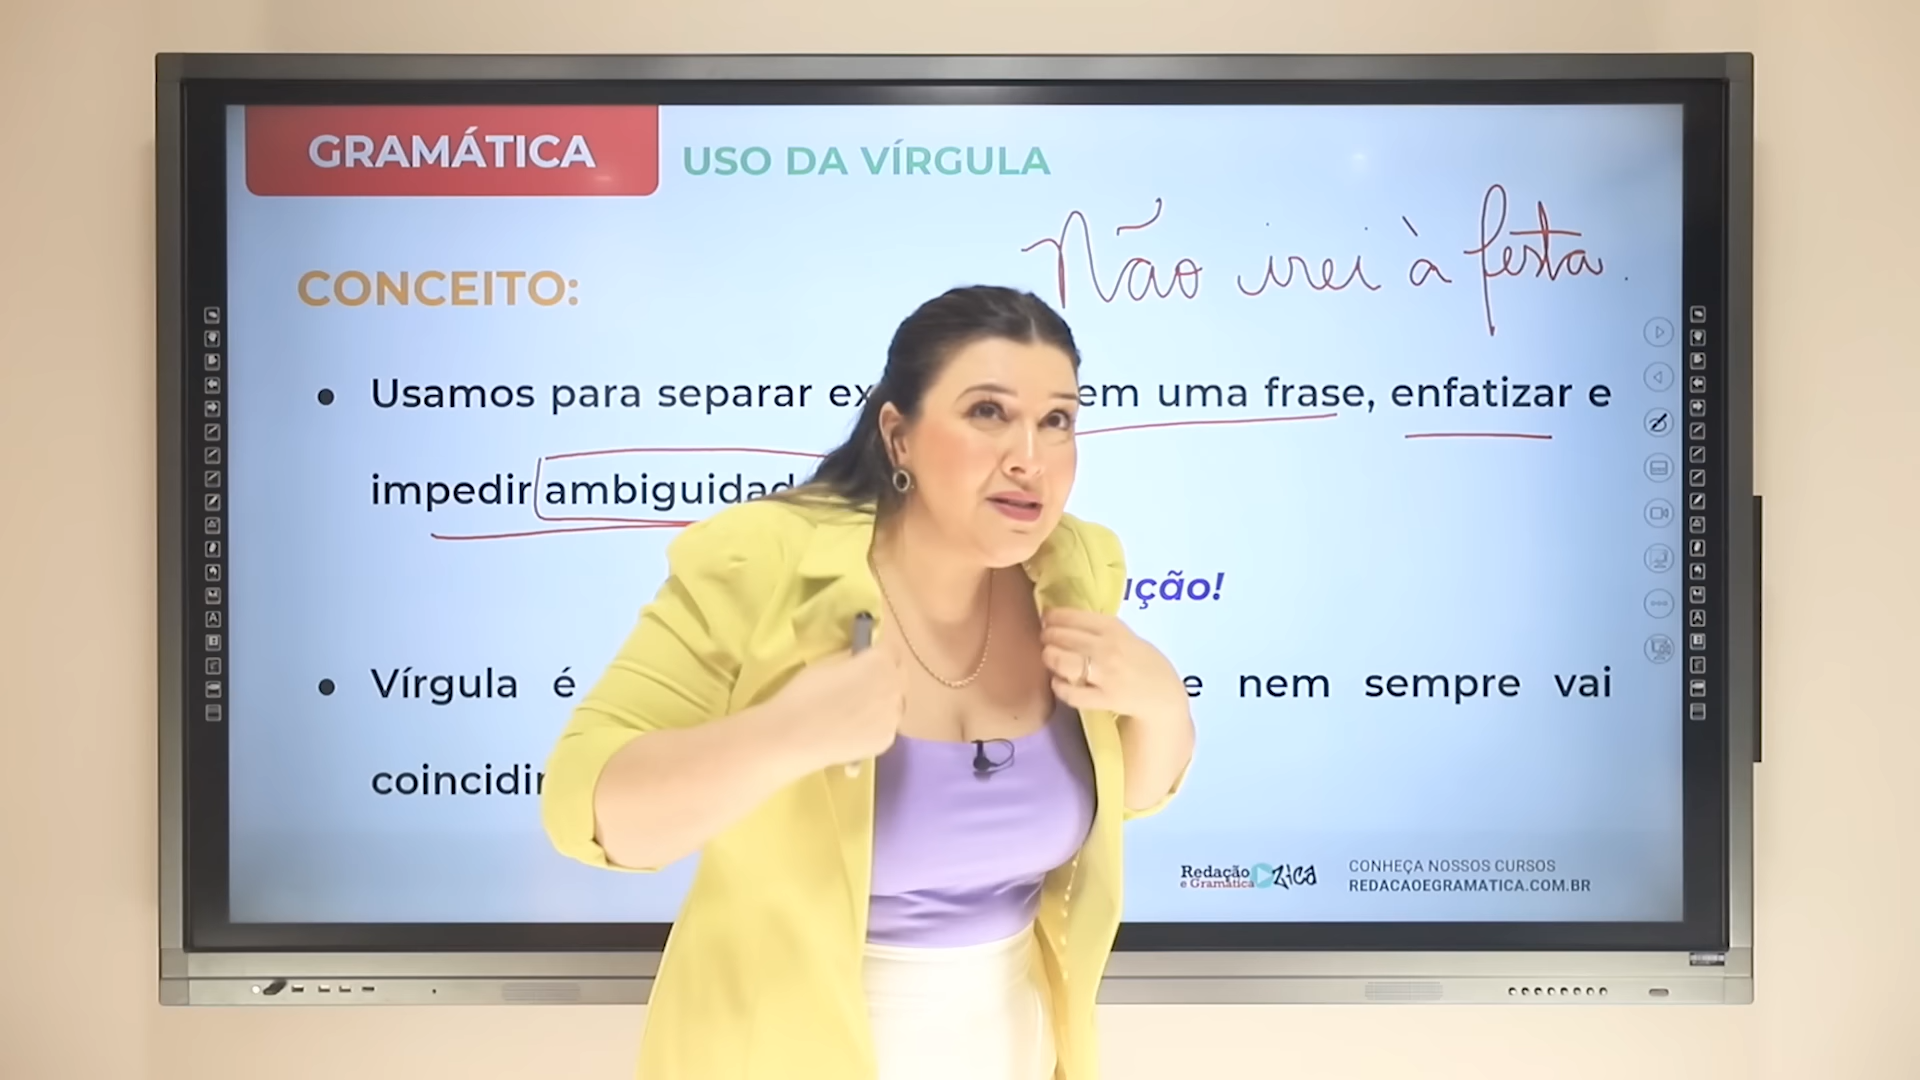 GRAMÁTICA
USO DA VÍRGULA
Não irei à festa.
CONCEITO:
Usamos para separar ex em uma frase, enfatizar e
impedir ambiguidad
ução!
Vírgula é e nem sempre vai
coincidir
Redação e Gramática Zica
CONHEÇA NOSSOS CURSOS
REDACAOEGRAMATICA.COM.BR